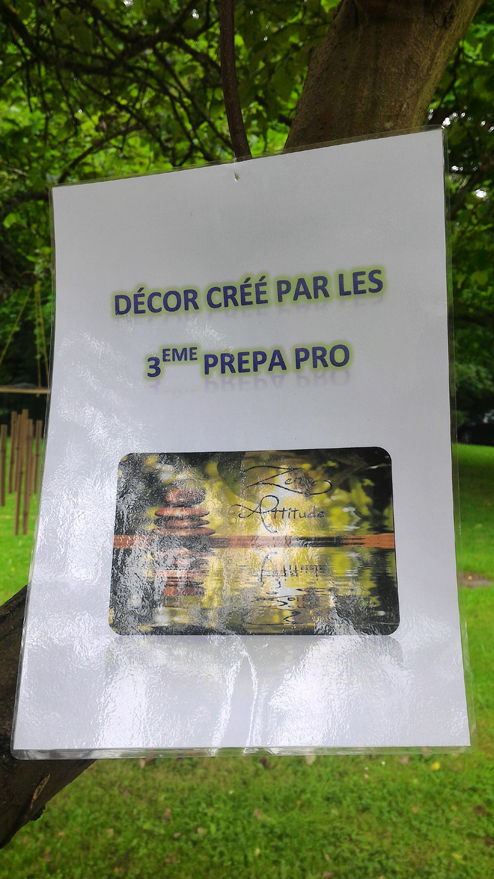 DÉCOR CRÉÉ PAR LES
3EME PREPA PRO
Zen
Attitude